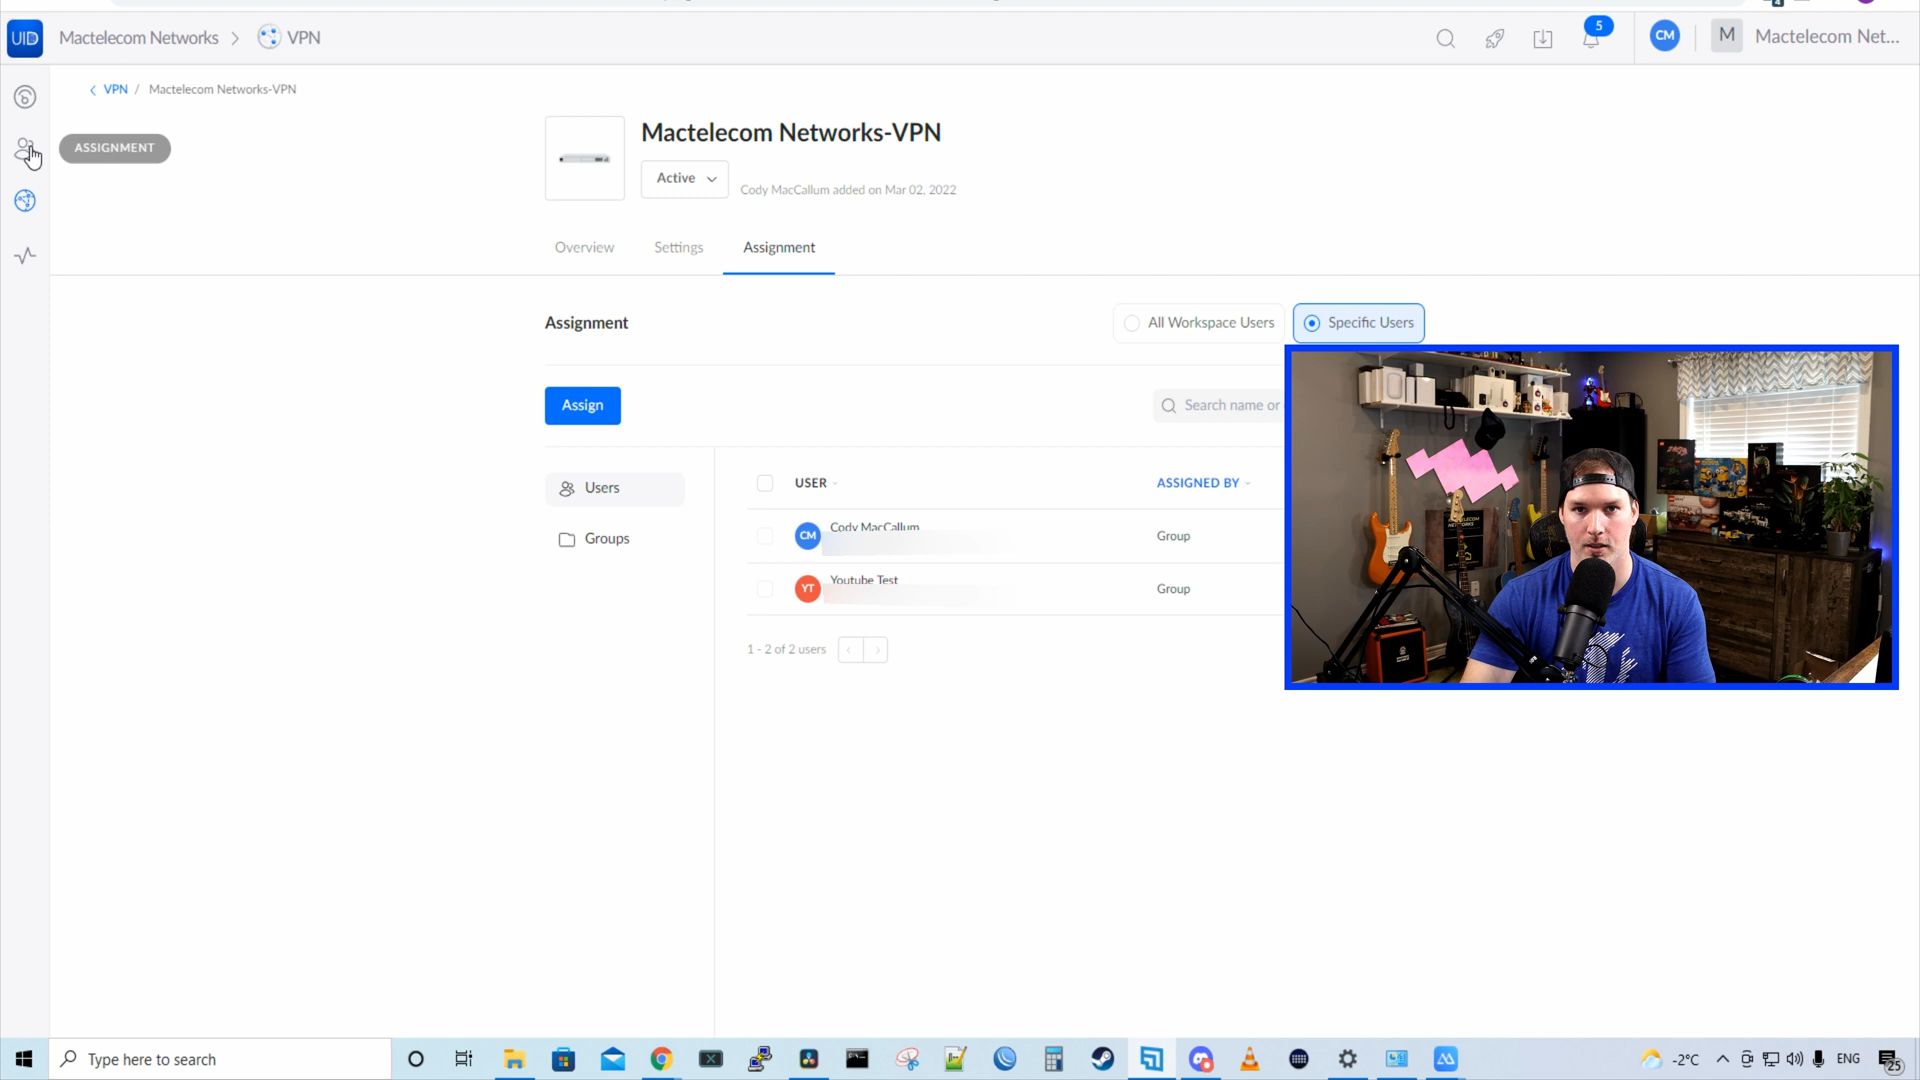 UID
Mactelecom Networks > VPN
5
CM
M
Mactelecom Net...
VPN / Mactelecom Networks-VPN
ASSIGNMENT
Mactelecom Networks-VPN
Active
Cody MacCallum added on Mar 02, 2022
Overview
Settings
Assignment
Assignment
All Workspace Users
Specific Users
Assign
Search name or
Users
Groups
USER
ASSIGNED BY
CM
Cody MacCallum
Group
YT
Youtube Test
Group
1 - 2 of 2 users
Type here to search
-2°C
ENG
25